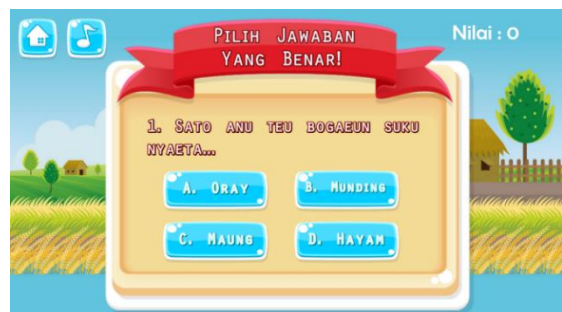 PILIH JAWABAN
YANG BENAR!
Nilai : 0
1. SATO ANU TEU BOGAEUN SUKU
NYAETA...
A. ORAY
B. MUNDING
C. MAUNG
D. HAYAM